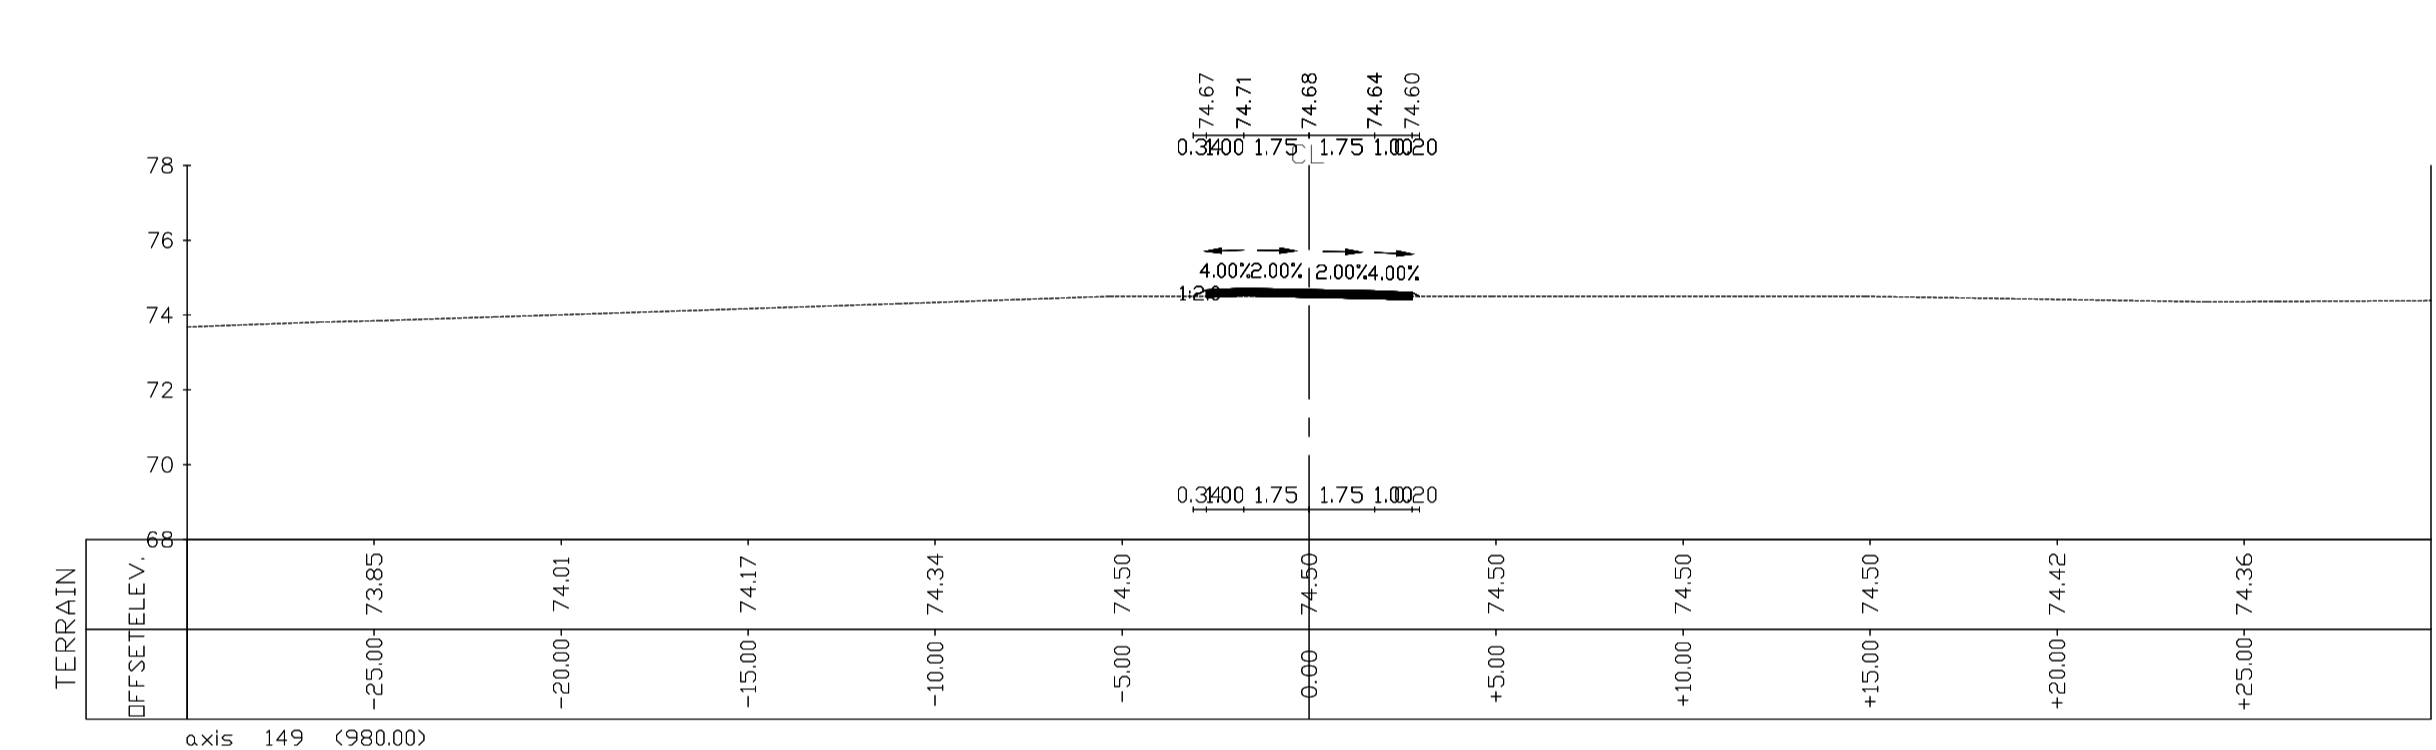 74.67 74.71 74.68 74.64 74.60
0.34 1.00 1.75 1.75 1.00 0.20
CL
78
76
4.00% 2.00% 2.00% 4.00%
1:2.0
74
72
70
0.34 1.00 1.75 1.75 1.00 0.20
68
TERRAIN
ELEV. 73.85 74.01 74.17 74.34 74.50 74.50 74.50 74.50 74.50 74.42 74.36
OFFSET -25.00 -20.00 -15.00 -10.00 -5.00 0.00 +5.00 +10.00 +15.00 +20.00 +25.00
axis 149 (980.00)